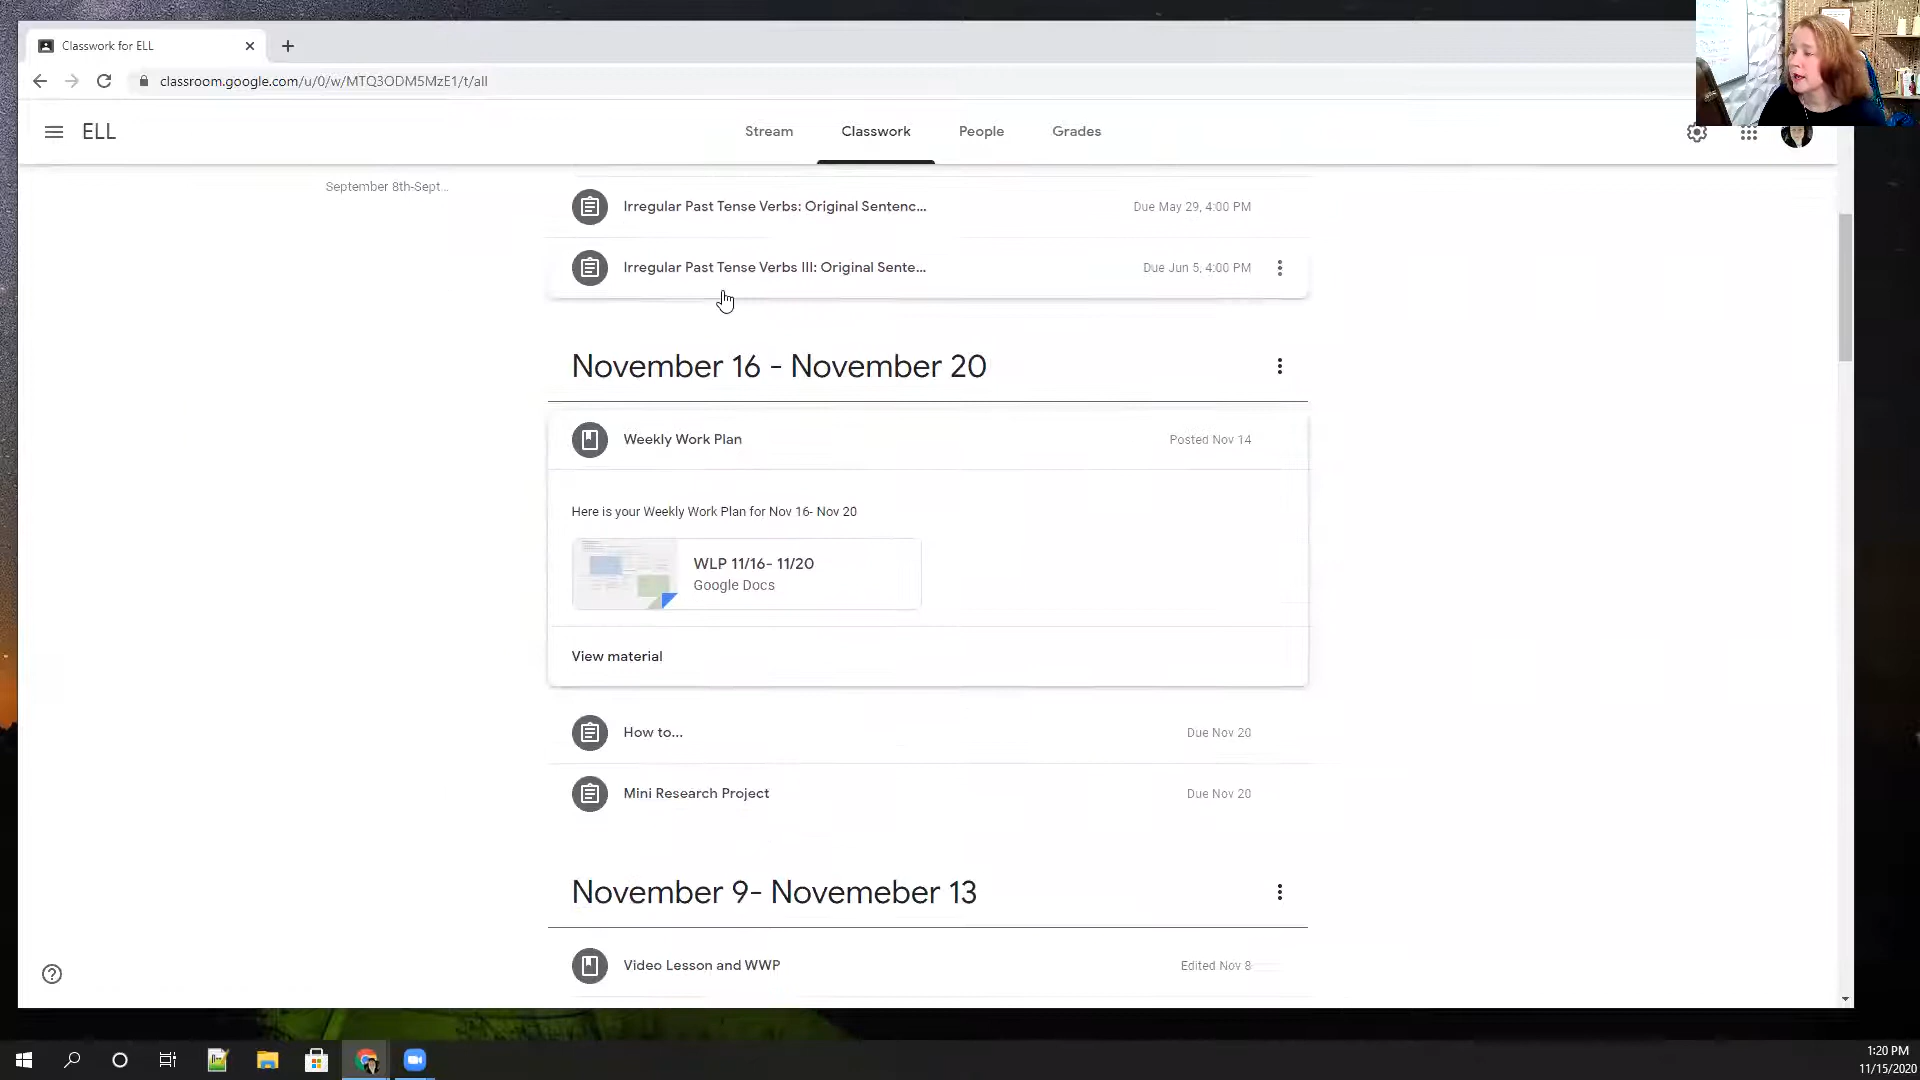 Classwork for ELL
classroom.google.com/u/0/w/MTQ3ODM5MzE1/t/all
ELL
Stream
Classwork
People
Grades
September 8th-Sept...
Irregular Past Tense Verbs: Original Sentenc...
Due May 29, 4:00 PM
Irregular Past Tense Verbs III: Original Sente...
Due Jun 5, 4:00 PM
November 16 - November 20
Weekly Work Plan
Posted Nov 14
Here is your Weekly Work Plan for Nov 16- Nov 20
WLP 11/16- 11/20
Google Docs
View material
How to...
Due Nov 20
Mini Research Project
Due Nov 20
November 9- Novemeber 13
Video Lesson and WWP
Edited Nov 8
1:20 PM
11/15/2020